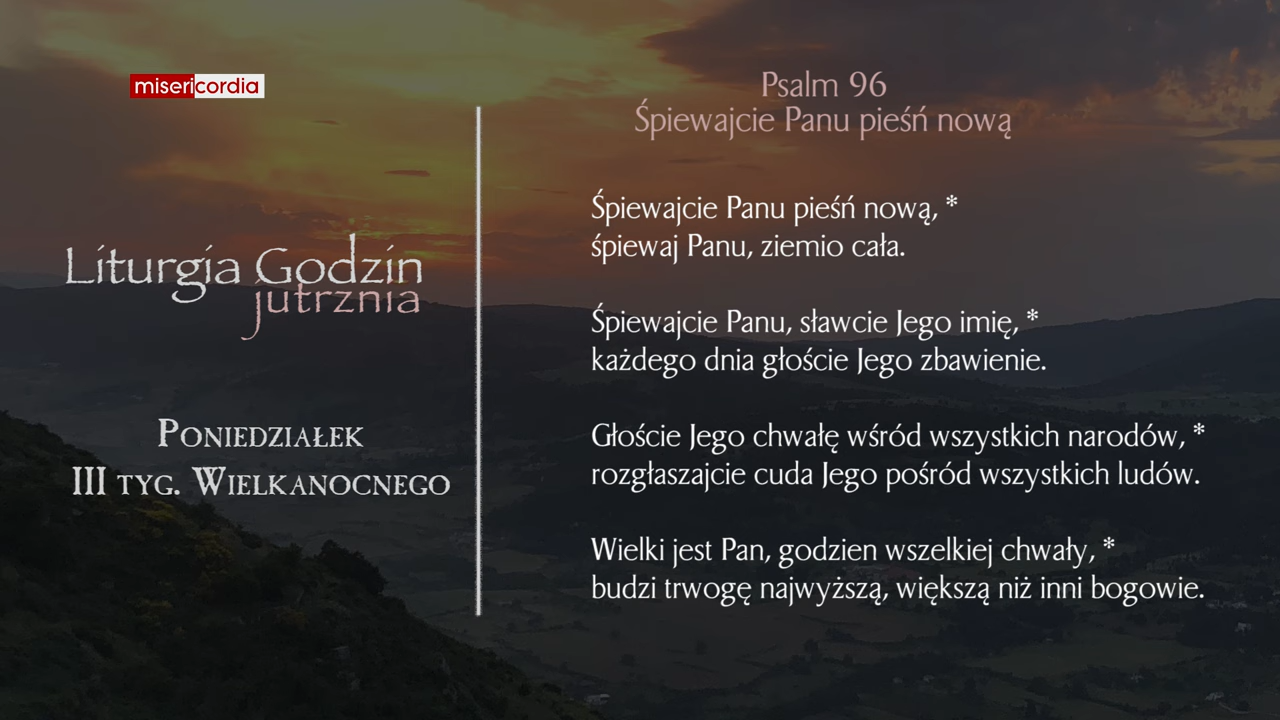 misericordia
Liturgia Godzin
jutrznia
Poniedziałek
III tyg. Wielkanocnego
Psalm 96
Śpiewajcie Panu pieśń nową
Śpiewajcie Panu pieśń nową, *
śpiewaj Panu, ziemio cała.
Śpiewajcie Panu, sławcie Jego imię, *
każdego dnia głoście Jego zbawienie.
Głoście Jego chwałę wśród wszystkich narodów, *
rozgłaszajcie cuda Jego pośród wszystkich ludów.
Wielki jest Pan, godzien wszelkiej chwały, *
budzi trwogę najwyższą, większą niż inni bogowie.